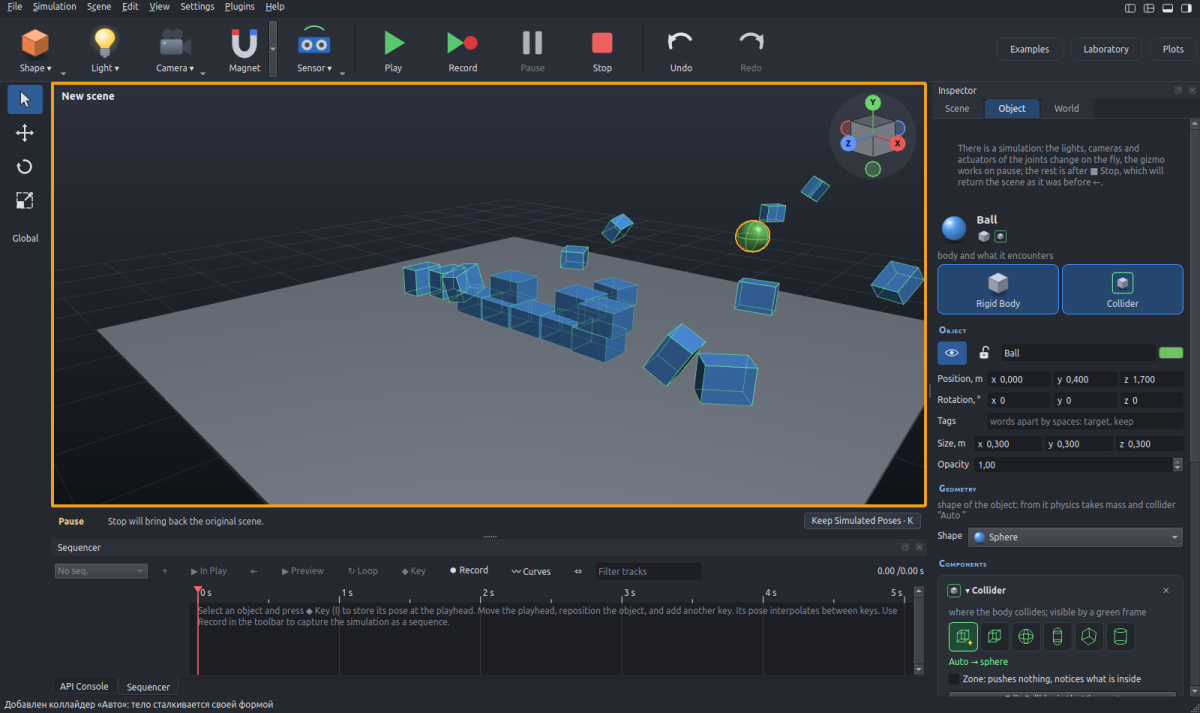 File Simulation Scene Edit View Settings Plugins Help
Shape ▾ Light ▾ Camera ▾ Magnet Sensor ▾ Play Record Pause Stop Undo Redo Examples Laboratory Plots
New scene
Y
Z X
Global
Inspector
Scene Object World
There is a simulation: the lights, cameras and
actuators of the joints change on the fly, the gizmo
works on pause; the rest is after ■ Stop, which will
return the scene as it was before ←.
Ball
body and what it encounters
Rigid Body Collider
Object
Ball
Position, m x 0,000 y 0,400 z 1,700
Rotation, ° x 0 y 0 z 0
Tags words apart by spaces: target, keep
Size, m x 0,300 y 0,300 z 0,300
Opacity 1,00
Geometry
shape of the object: from it physics takes mass and collider
"Auto "
Shape Sphere
Components
▾ Collider
where the body collides; visible by a green frame
Auto → sphere
Zone: pushes nothing, notices what is inside
Pause Stop will bring back the original scene. Keep Simulated Poses · K
Sequencer
No seq. + ▶ In Play ⇤ ▶ Preview ↻ Loop ◆ Key ● Record Curves ⇔ Filter tracks 0.00 /0.00 s
0 s 1 s 2 s 3 s 4 s 5 s
Select an object and press ◆ Key (I) to store its pose at the playhead. Move the playhead, reposition the object, and add another key. Its pose interpolates between keys. Use
Record in the toolbar to capture the simulation as a sequence.
API Console Sequencer
Добавлен коллайдер «Авто»: тело сталкивается своей формой